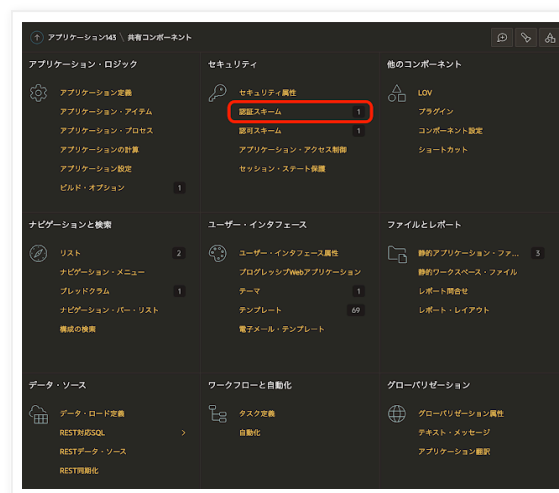 アプリケーション143 \ 共有コンポーネント
アプリケーション・ロジック
アプリケーション定義
アプリケーション・アイテム
アプリケーション・プロセス
アプリケーションの計算
アプリケーション設定
ビルド・オプション 1
セキュリティ
セキュリティ属性
認証スキーム 1
認可スキーム 1
アプリケーション・アクセス制御
セッション・ステート保護
他のコンポーネント
LOV
プラグイン
コンポーネント設定
ショートカット
ナビゲーションと検索
リスト 2
ナビゲーション・メニュー
ブレッドクラム 1
ナビゲーション・バー・リスト
構成の検索
ユーザー・インタフェース
ユーザー・インタフェース属性
プログレッシブWebアプリケーション
テーマ 1
テンプレート 69
電子メール・テンプレート
ファイルとレポート
静的アプリケーション・ファ... 3
静的ワークスペース・ファイル
レポート問合せ
レポート・レイアウト
データ・ソース
データ・ロード定義
REST対応SQL >
RESTデータ・ソース
REST同期化
ワークフローと自動化
タスク定義
自動化
グローバリゼーション
グローバリゼーション属性
テキスト・メッセージ
アプリケーション翻訳